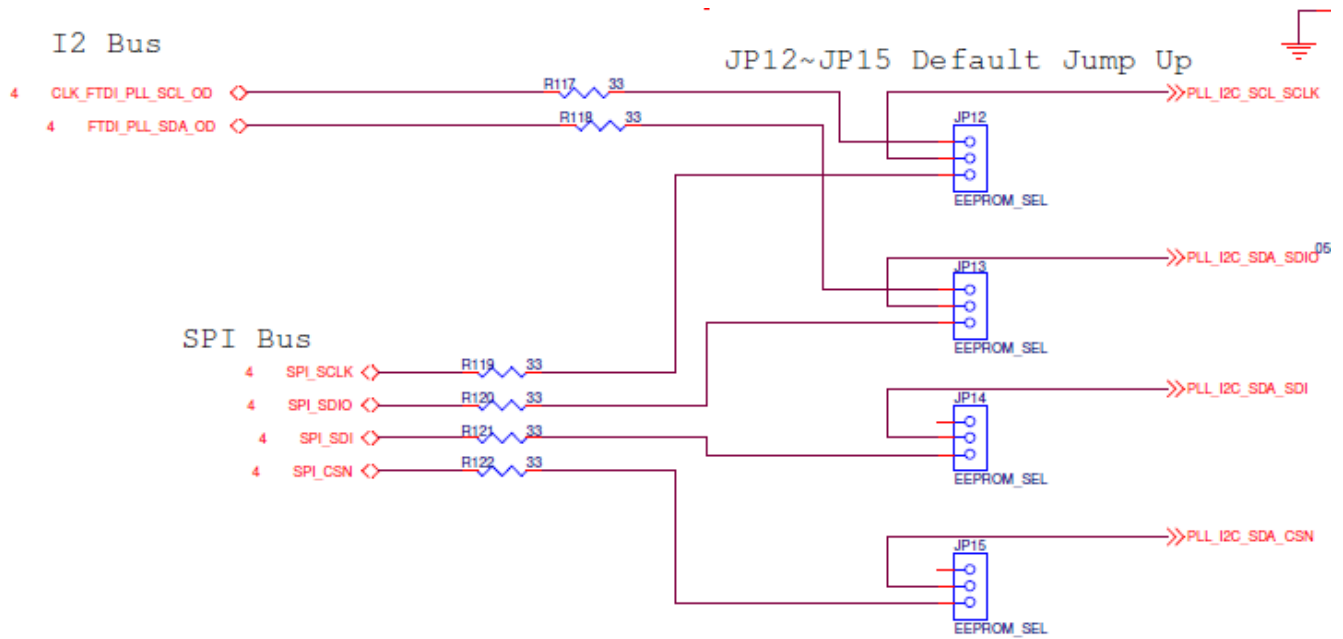 I2 Bus
JP12~JP15 Default Jump Up
4 CLK_FTDI_PLL_SCL_OD R117 33 PLL_I2C_SCL_SCLK
4 FTDI_PLL_SDA_OD R118 33 JP12
EEPROM_SEL
05
PLL_I2C_SDA_SDIO
JP13
SPI Bus
EEPROM_SEL
4 SPI_SCLK R119 33
4 SPI_SDIO R120 33 PLL_I2C_SDA_SDI
JP14
4 SPI_SDI R121 33
4 SPI_CSN R122 33
EEPROM_SEL
PLL_I2C_SDA_CSN
JP15
EEPROM_SEL